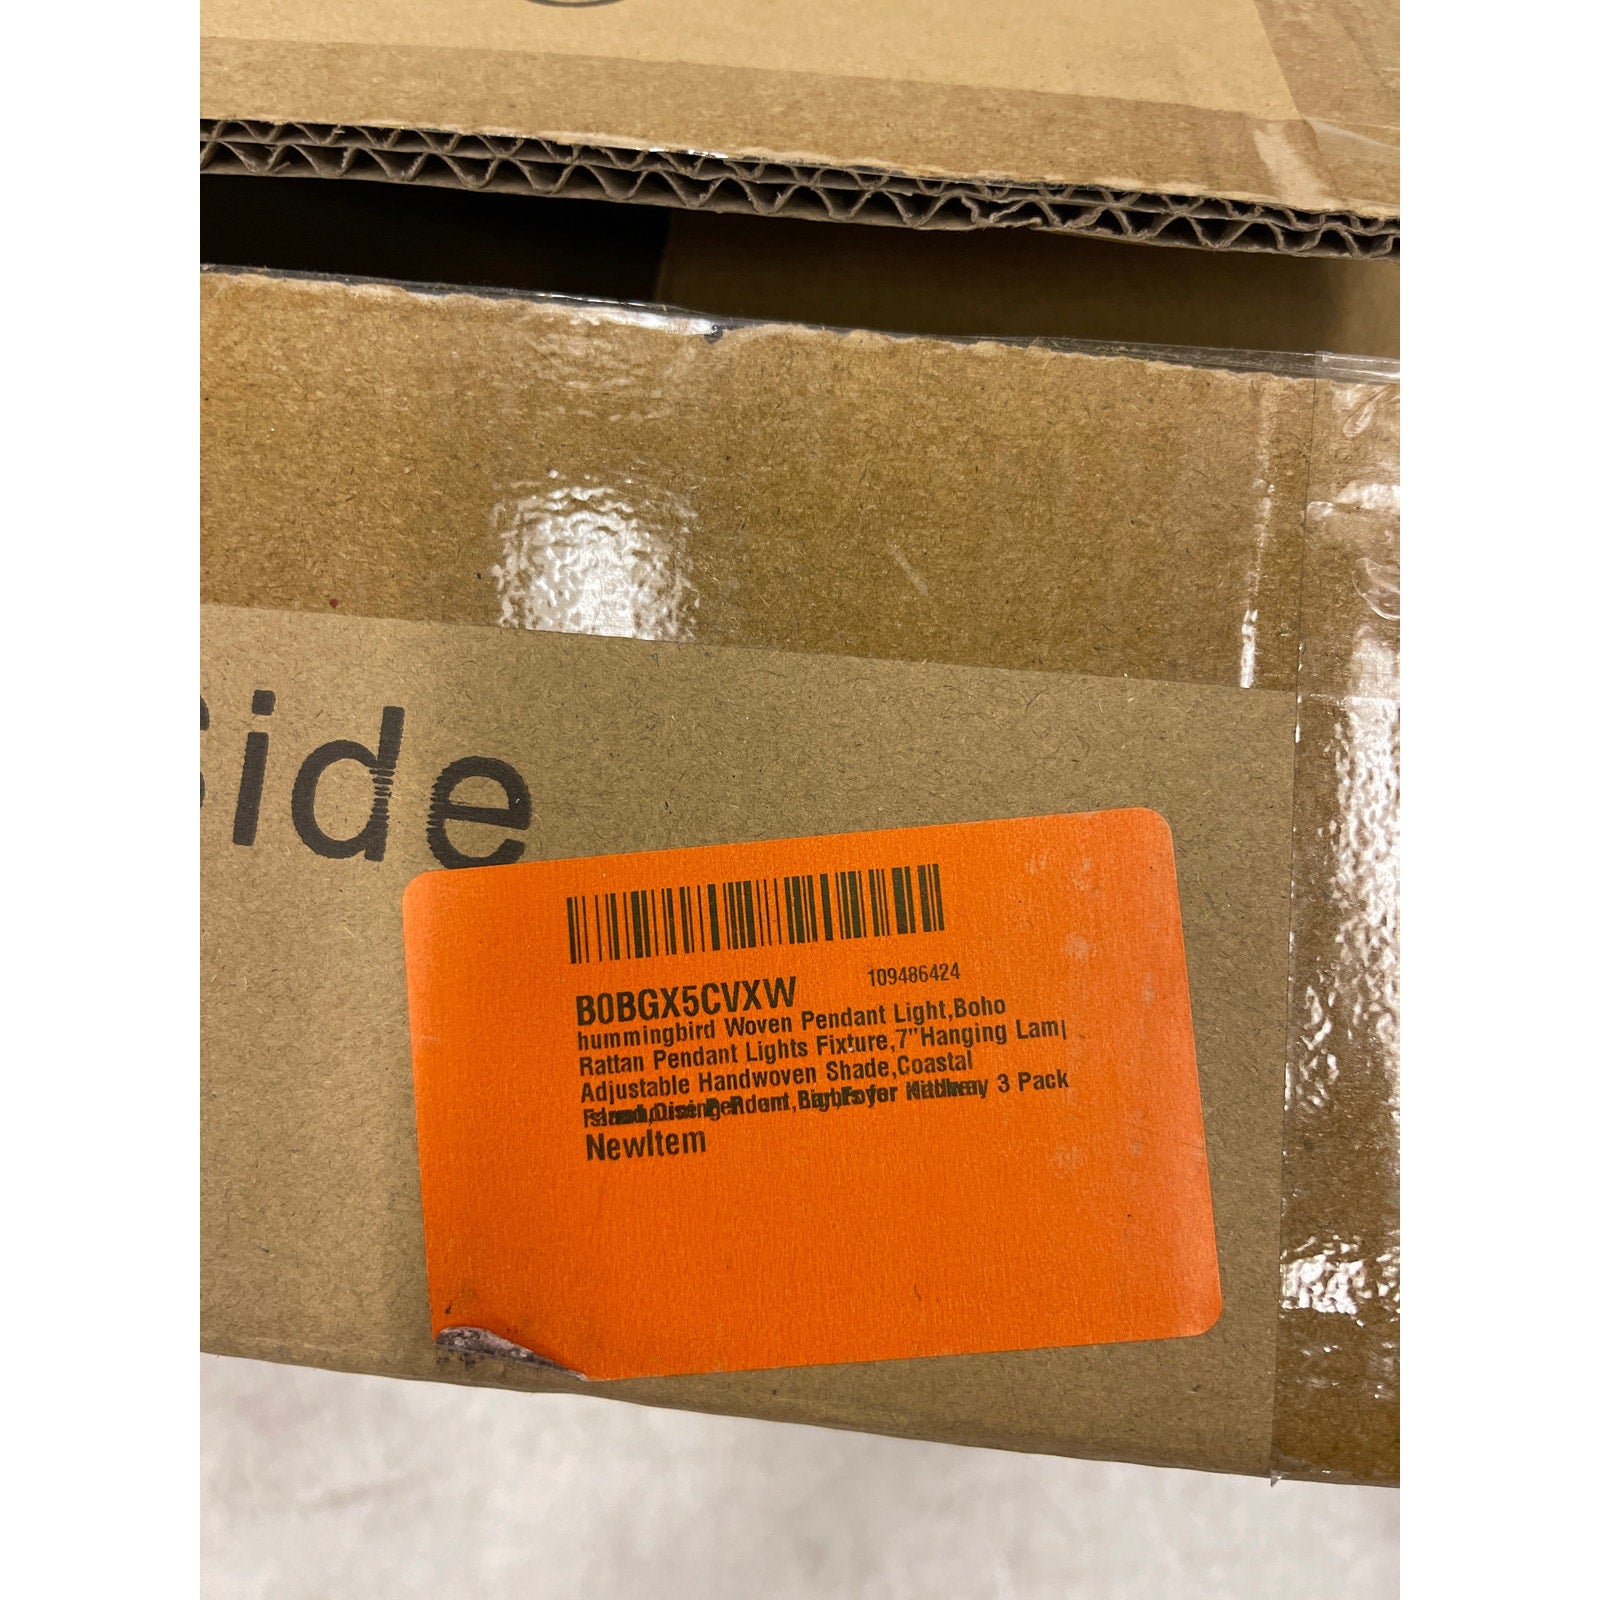 Side
B0BGX5CVXW 109486424
hummingbird Woven Pendant Light,Boho
Rattan Pendant Lights Fixture,7"Hanging Lam
Adjustable Handwoven Shade,Coastal
3 Pack
NewItem